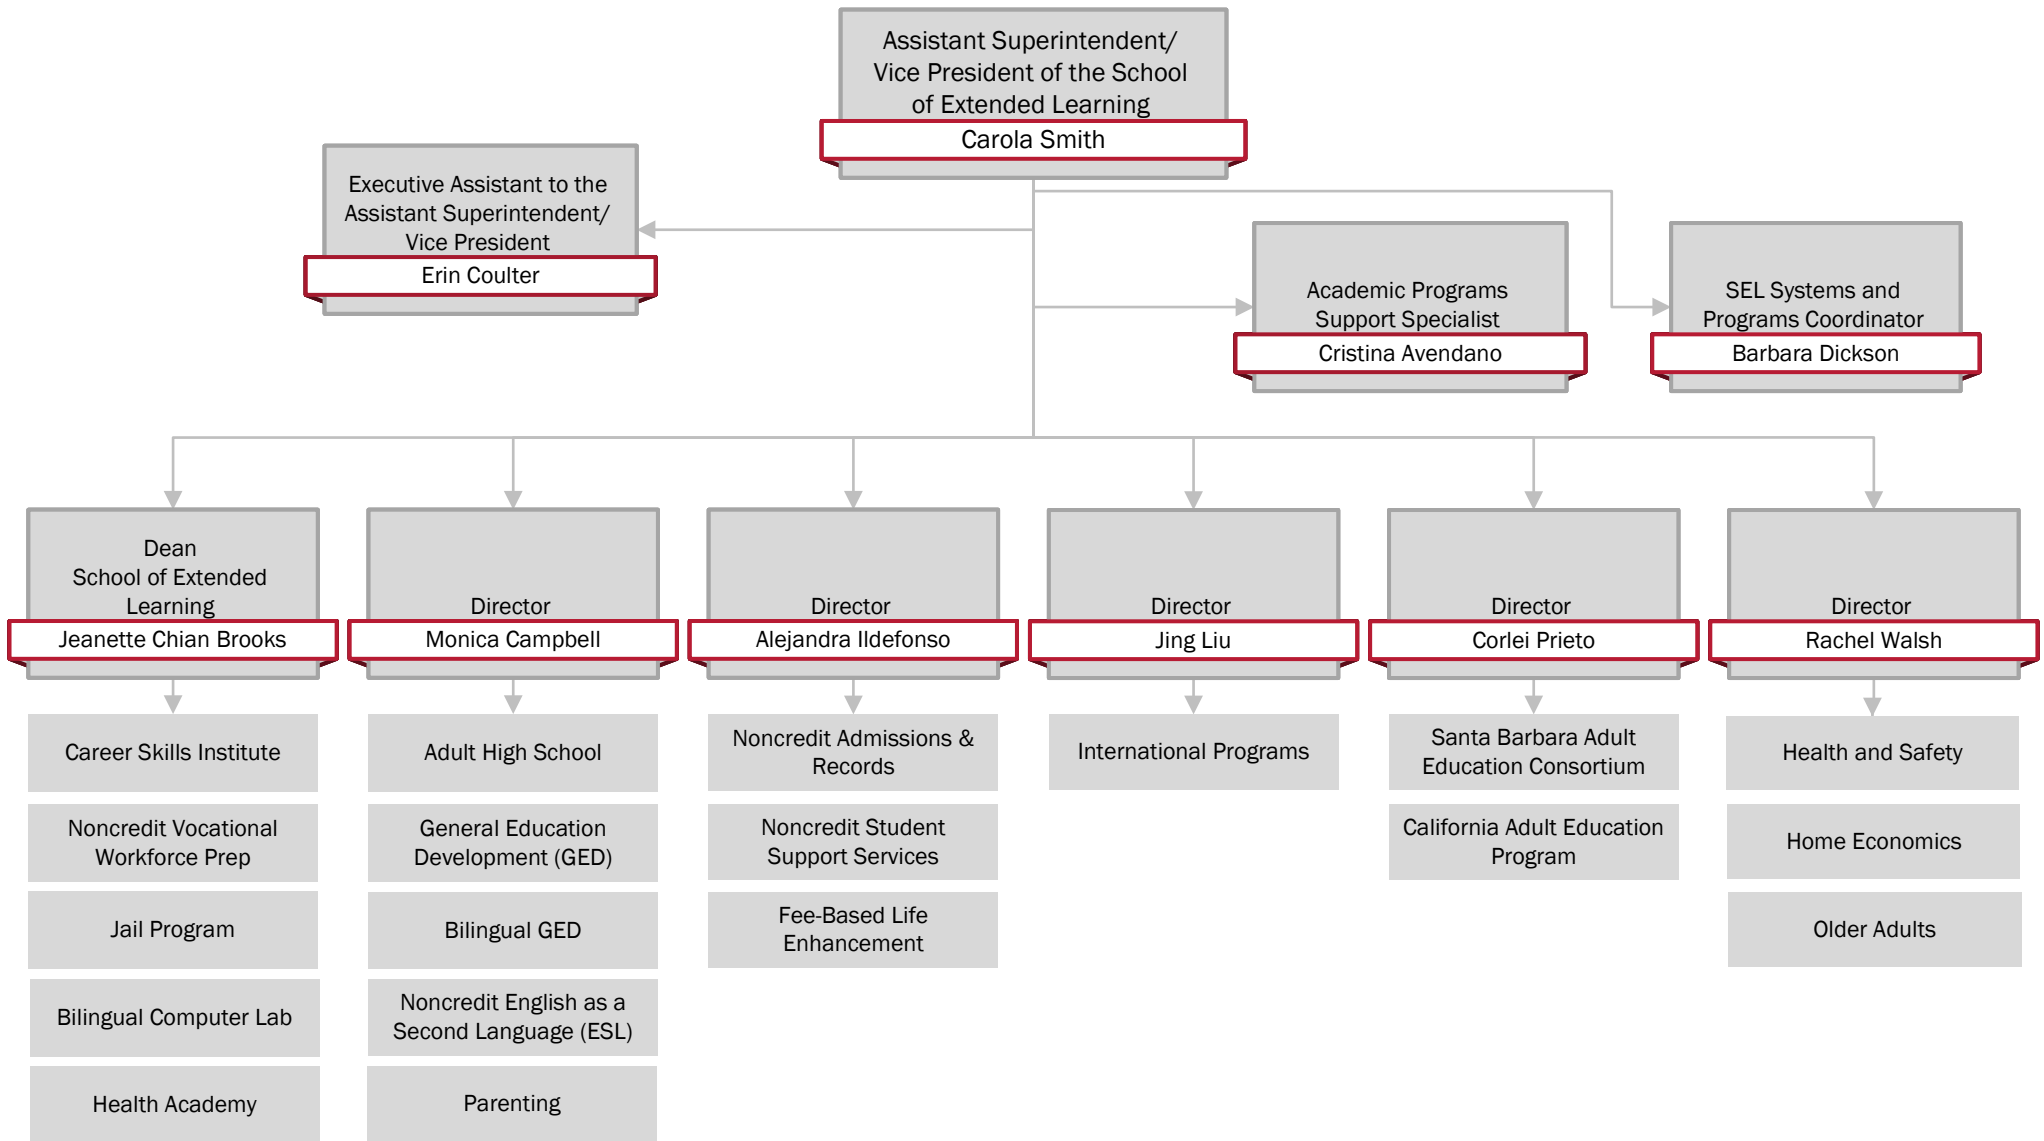 Assistant Superintendent/
Vice President of the School
of Extended Learning
Carola Smith
Executive Assistant to the
Assistant Superintendent/
Vice President
Erin Coulter
Academic Programs
Support Specialist
Cristina Avendano
SEL Systems and
Programs Coordinator
Barbara Dickson
Dean
School of Extended
Learning
Jeanette Chian Brooks
Director
Monica Campbell
Director
Alejandra Ildefonso
Director
Jing Liu
Director
Corlei Prieto
Director
Rachel Walsh
Career Skills Institute
Noncredit Vocational
Workforce Prep
Jail Program
Bilingual Computer Lab
Health Academy
Adult High School
General Education
Development (GED)
Bilingual GED
Noncredit English as a
Second Language (ESL)
Parenting
Noncredit Admissions &
Records
Noncredit Student
Support Services
Fee-Based Life
Enhancement
International Programs
Santa Barbara Adult
Education Consortium
California Adult Education
Program
Health and Safety
Home Economics
Older Adults